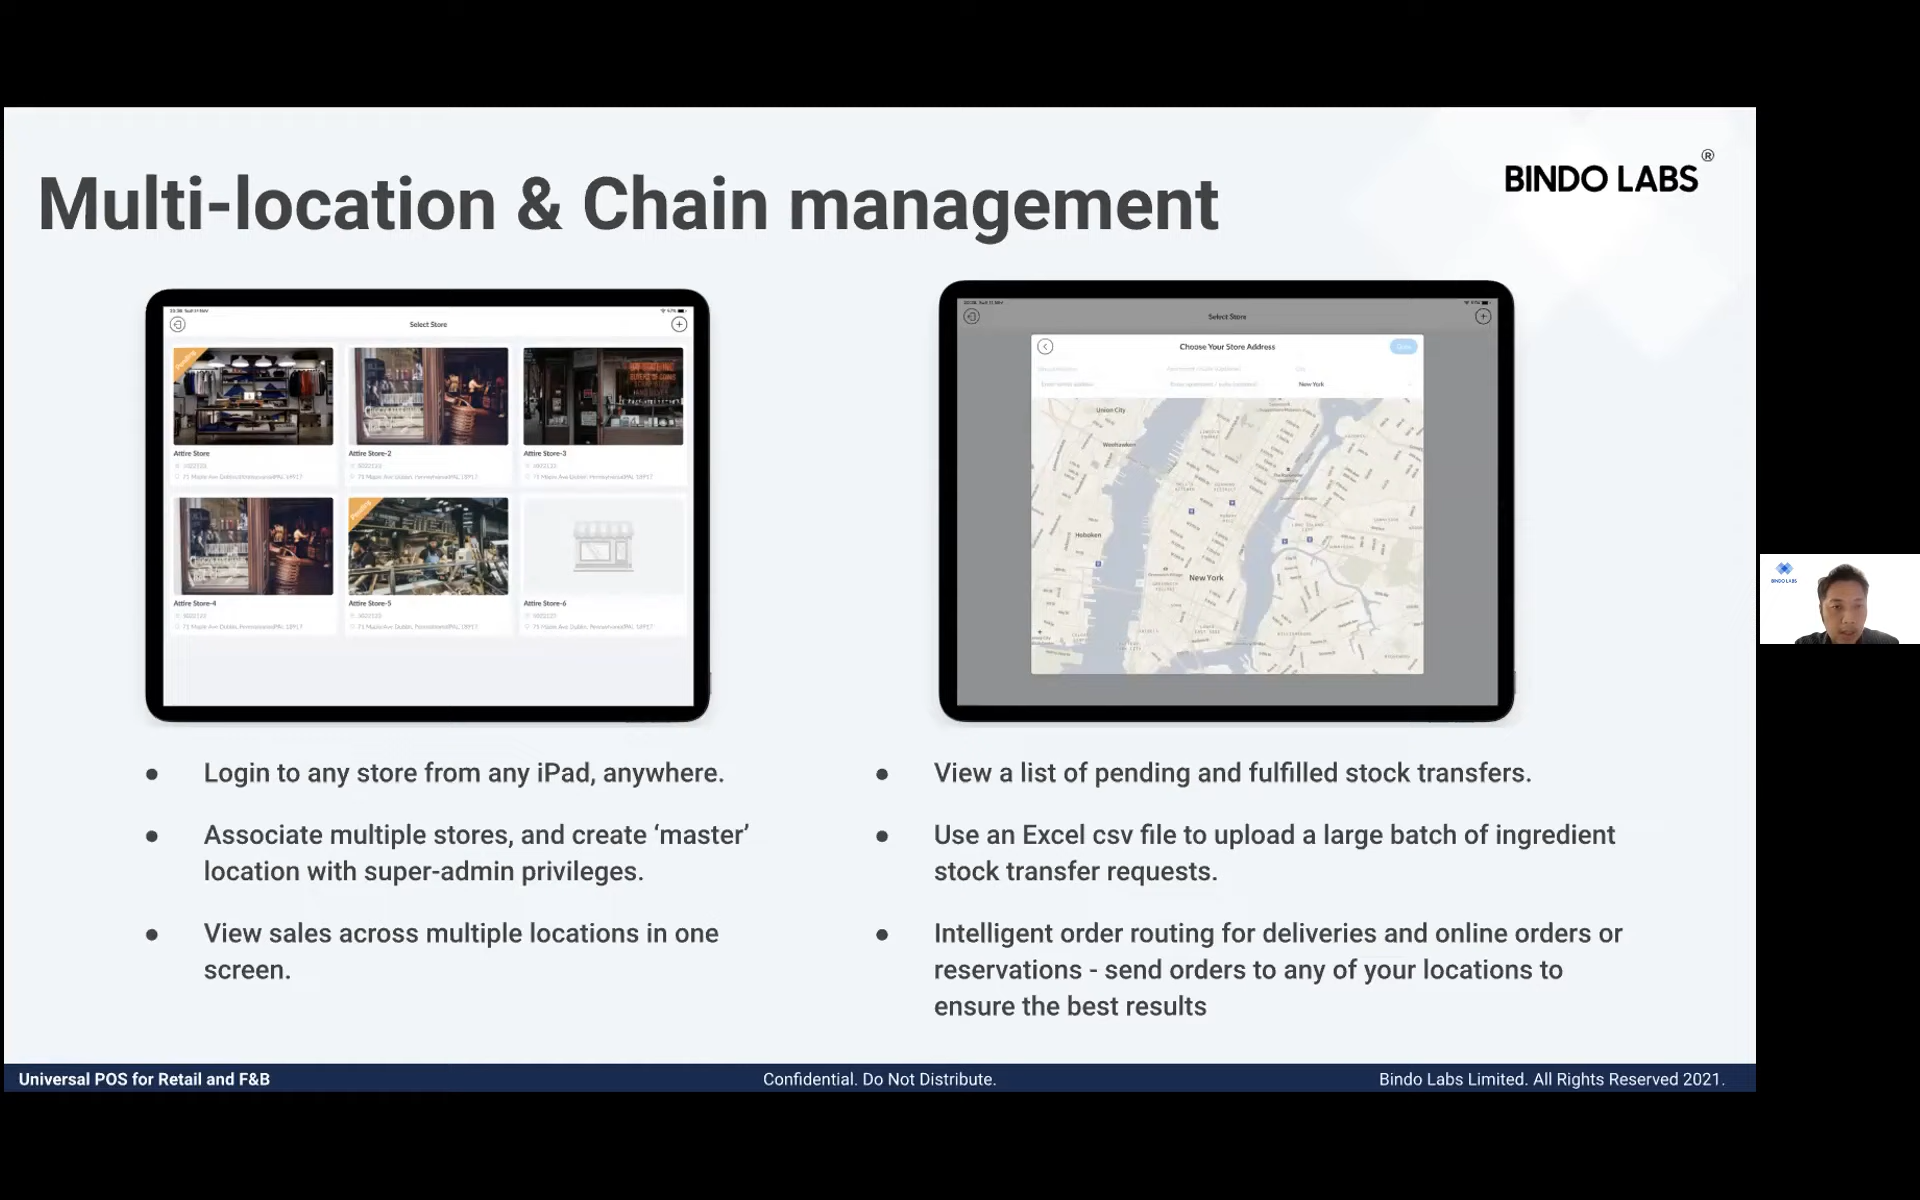 Multi-location & Chain management
BINDO LABS®
Select Store
Pending
Attire Store
Attire Store-2
Attire Store-3
Pending
Attire Store-4
Attire Store-5
Attire Store-6
Select Store
Choose Your Store Address
New York
Union City
Weehawken
Hoboken
New York
Login to any store from any iPad, anywhere.
Associate multiple stores, and create ‘master’
location with super-admin privileges.
View sales across multiple locations in one
screen.
View a list of pending and fulfilled stock transfers.
Use an Excel csv file to upload a large batch of ingredient
stock transfer requests.
Intelligent order routing for deliveries and online orders or
reservations - send orders to any of your locations to
ensure the best results
BINDO LABS
Universal POS for Retail and F&B
Confidential. Do Not Distribute.
Bindo Labs Limited. All Rights Reserved 2021.